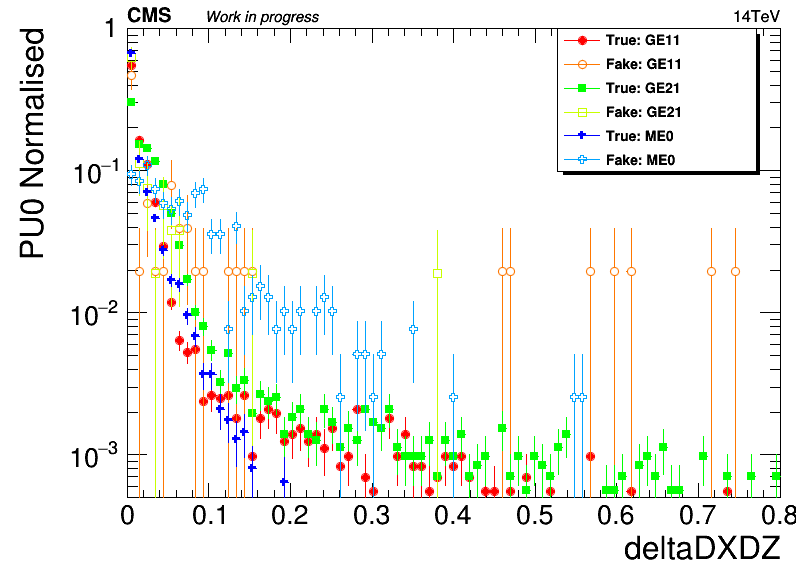 CMS Work in progress 14TeV
PU0 Normalised
1
10⁻¹
10⁻²
10⁻³
True: GE11
Fake: GE11
True: GE21
Fake: GE21
True: ME0
Fake: ME0
0 0.1 0.2 0.3 0.4 0.5 0.6 0.7 0.8
deltaDXDZ